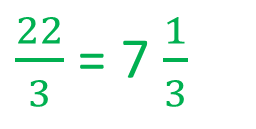 22/3 = 7 1/3